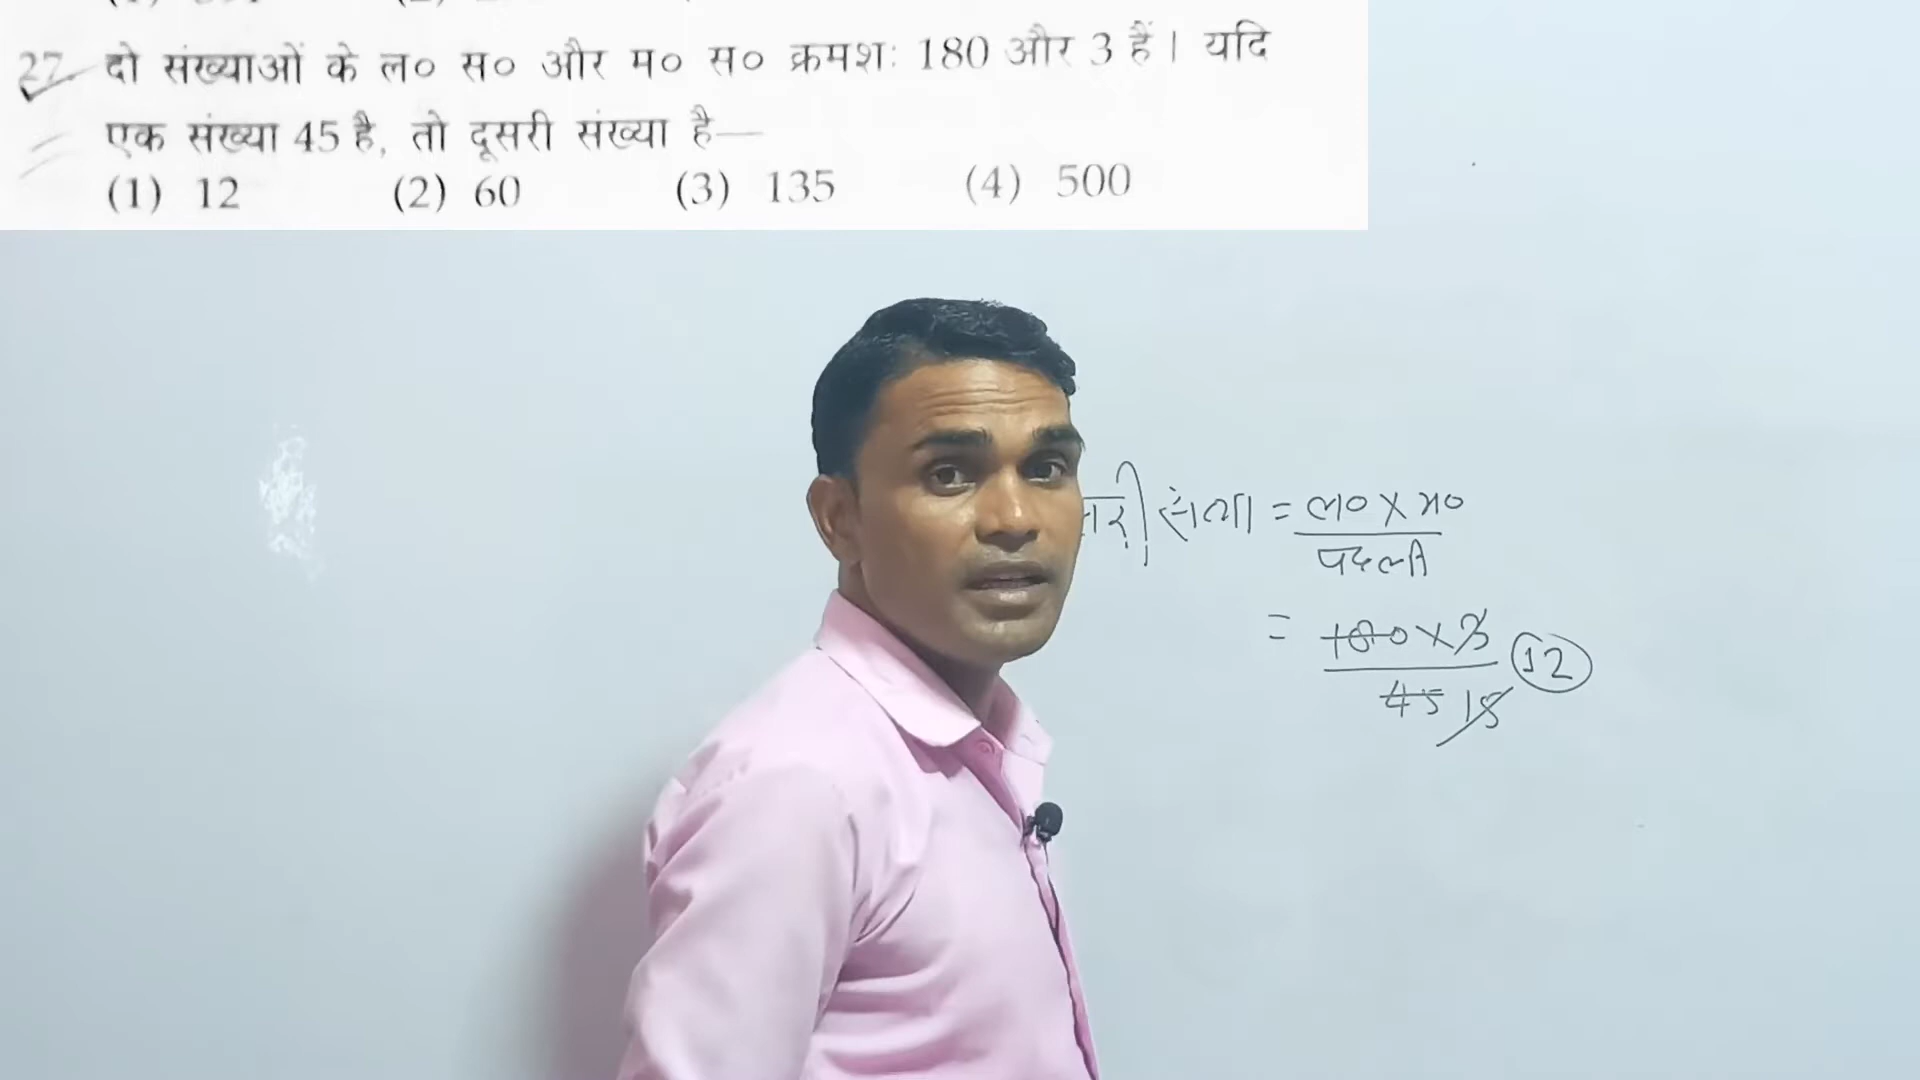 27. दो संख्याओं के ल० स० और म० स० क्रमशः 180 और 3 हैं। यदि
एक संख्या 45 है, तो दूसरी संख्या है—
(1) 12 (2) 60 (3) 135 (4) 500
संख्या = ल० X म०
पहली
= 180 X 3
45 15 12